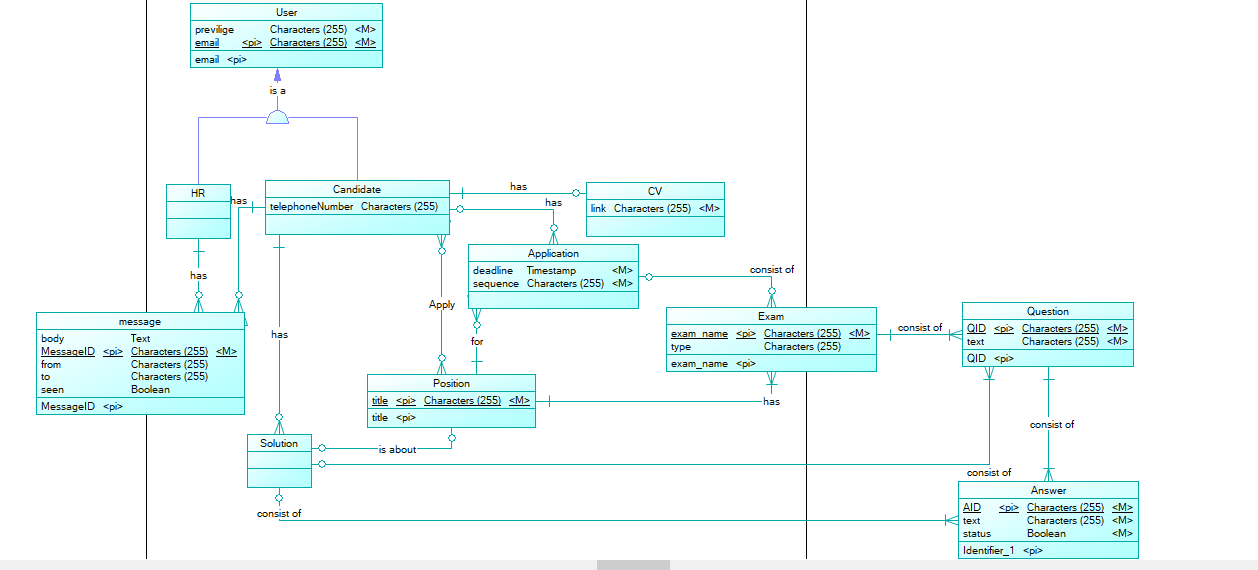 User
previlige Characters (255) <M>
email <pi> Characters (255) <M>
email <pi>
is a
HR
Candidate
telephoneNumber Characters (255)
has
CV
link Characters (255) <M>
has
has
Application
deadline Timestamp <M>
sequence Characters (255) <M>
consist of
has
Apply
for
has
message
body Text
MessageID <pi> Characters (255) <M>
from Characters (255)
to Characters (255)
seen Boolean
MessageID <pi>
Exam
exam_name <pi> Characters (255) <M>
type Characters (255)
exam_name <pi>
consist of
Question
QID <pi> Characters (255) <M>
text Characters (255) <M>
QID <pi>
Position
title <pi> Characters (255) <M>
title <pi>
has
consist of
Solution
is about
consist of
consist of
Answer
AID <pi> Characters (255) <M>
text Characters (255) <M>
status Boolean <M>
Identifier_1 <pi>